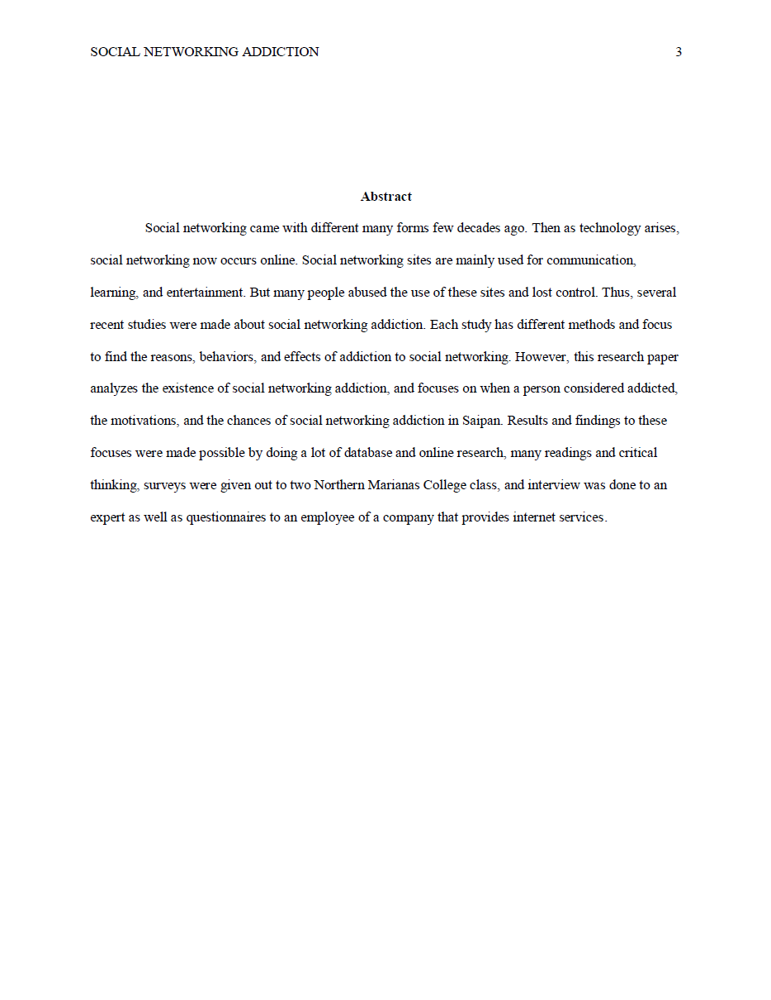 SOCIAL NETWORKING ADDICTION 3
Abstract
Social networking came with different many forms few decades ago. Then as technology arises,
social networking now occurs online. Social networking sites are mainly used for communication,
learning, and entertainment. But many people abused the use of these sites and lost control. Thus, several
recent studies were made about social networking addiction. Each study has different methods and focus
to find the reasons, behaviors, and effects of addiction to social networking. However, this research paper
analyzes the existence of social networking addiction, and focuses on when a person considered addicted,
the motivations, and the chances of social networking addiction in Saipan. Results and findings to these
focuses were made possible by doing a lot of database and online research, many readings and critical
thinking, surveys were given out to two Northern Marianas College class, and interview was done to an
expert as well as questionnaires to an employee of a company that provides internet services.